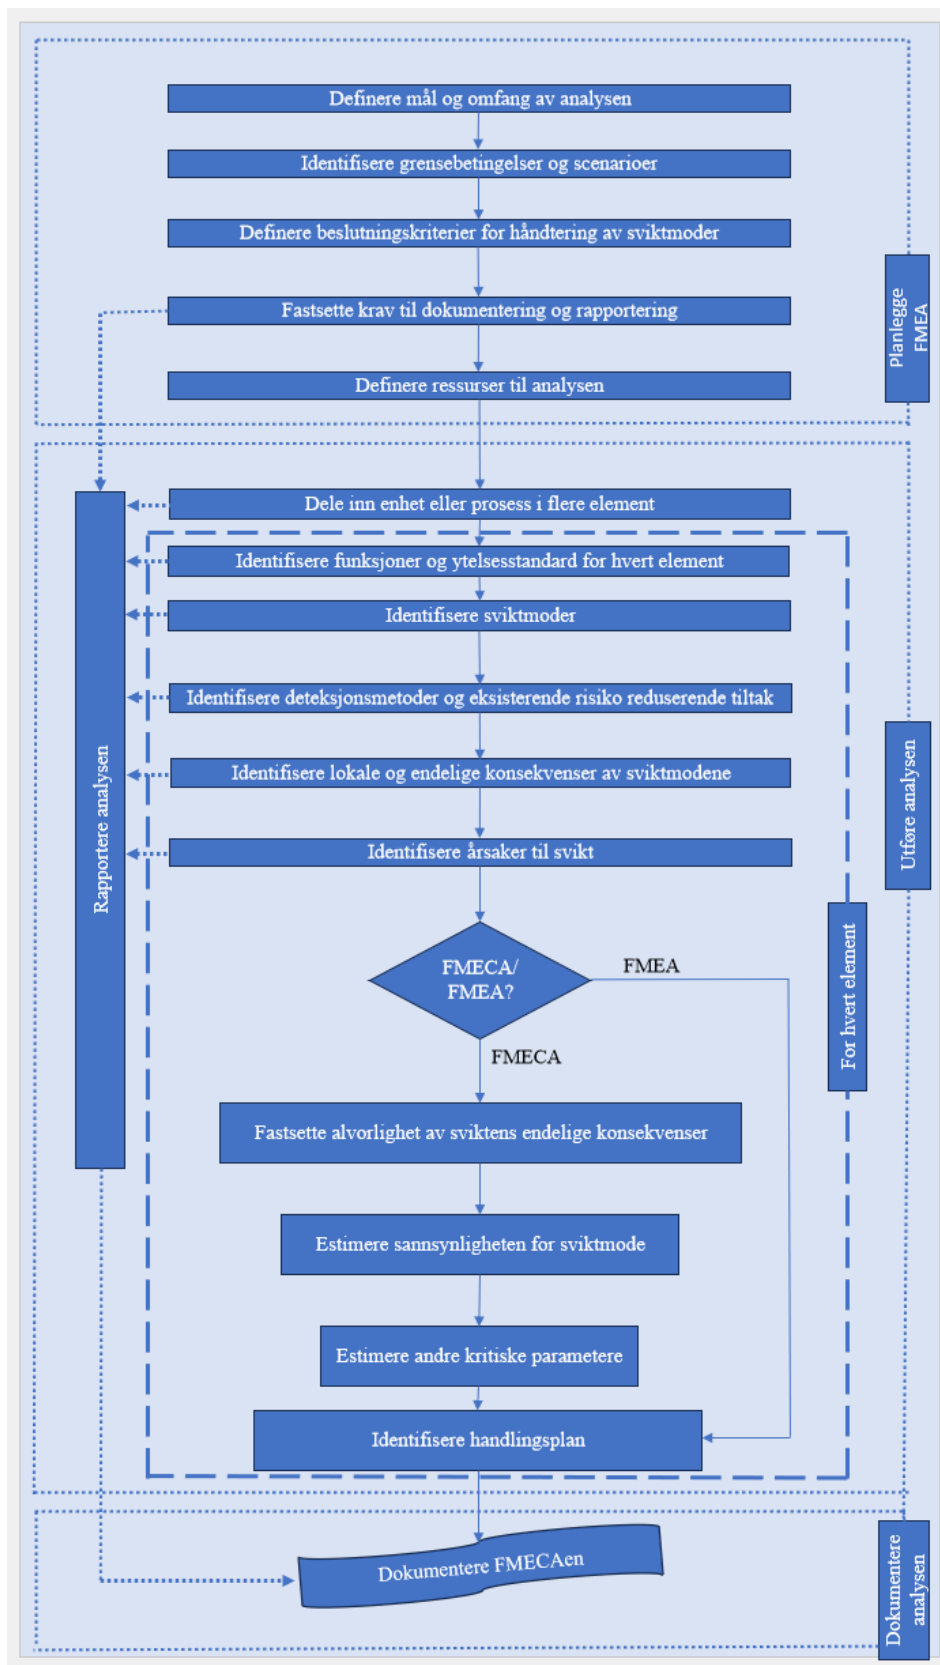 Definere mål og omfang av analysen
Identifisere grensebetingelser og scenarioer
Definere beslutningskriterier for håndtering av sviktmoder
Fastsette krav til dokumentering og rapportering
Definere ressurser til analysen
Planlegge
FMEA
Dele inn enhet eller prosess i flere element
Identifisere funksjoner og ytelsesstandard for hvert element
Identifisere sviktmoder
Identifisere deteksjonsmetoder og eksisterende risiko reduserende tiltak
Identifisere lokale og endelige konsekvenser av sviktmodene
Identifisere årsaker til svikt
Rapportere analysen
Utføre analysen
FMECA/
FMEA?
FMEA
FMECA
For hvert element
Fastsette alvorlighet av sviktens endelige konsekvenser
Estimere sannsynligheten for sviktmode
Estimere andre kritiske parametere
Identifisere handlingsplan
Dokumentere FMECAen
Dokumentere
analysen